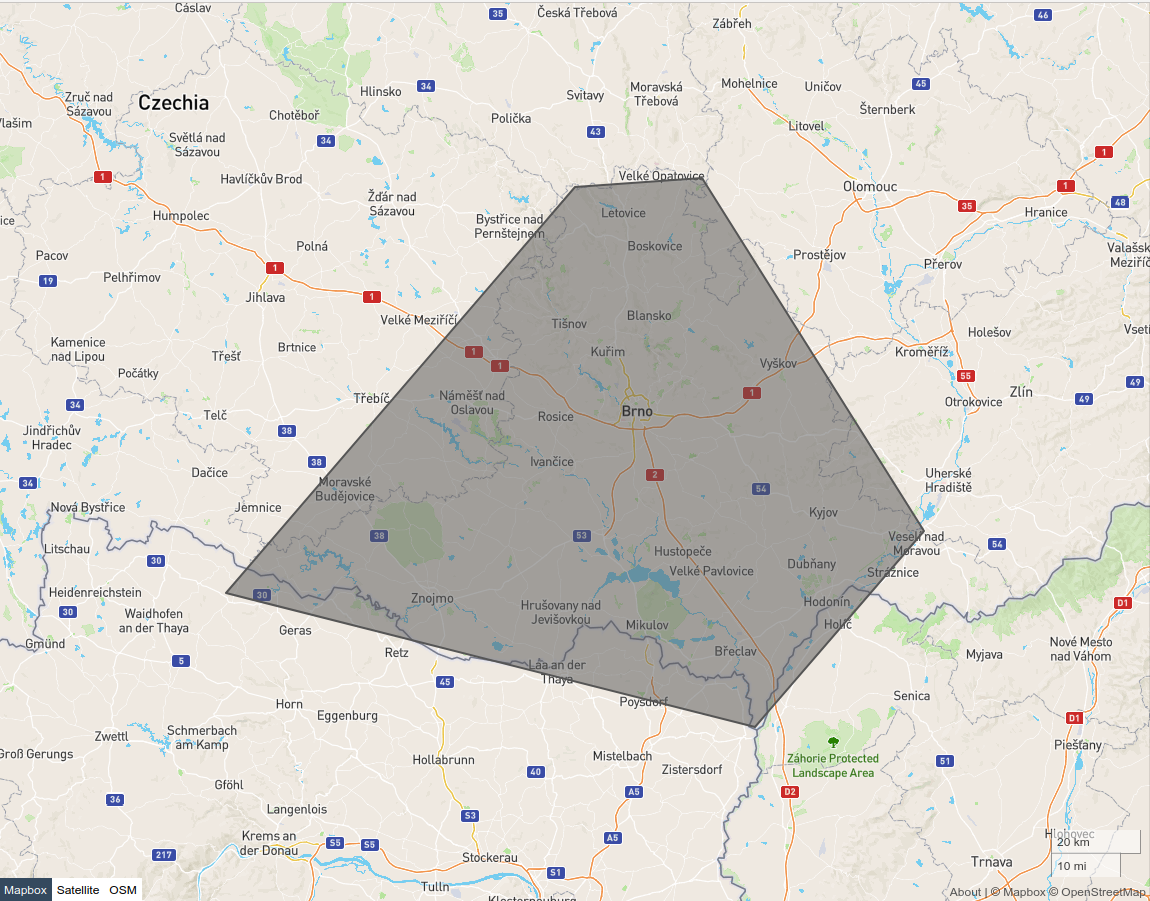 Cáslav
35
Česká Třebová
46
Zábřeh
Zruč nad
Sázavou
Czechia
34
Hlinsko
Moravská
Třebová
Mohelnice
Uničov
45
Svitavy
Chotěboř
Polička
Šternberk
Vlašim
Světlá nad
Sázavou
34
43
Litovel
1
1
Havlíčkův Brod
Velké Opatovice
Olomouc
1
Žďár nad
Sázavou
35
48
Humpolec
Bystřice nad
Pernštejnem
Letovice
Hranice
ice
Polná
Boskovice
Prostějov
Valašsk
Meziříč
Pacov
1
Přerov
19
Pelhřimov
Jihlava
1
Velké Meziříčí
Tišnov
Blansko
Holešov
Vseti
Kamenice
nad Lipou
Třešť
Brtnice
1
1
Kuřim
Vyškov
Kroměříž
Počátky
55
49
Třebíč
Náměšť nad
Oslavou
Rosice
Brno
1
Otrokovice
Zlín
49
34
Telč
38
Jindřichův
Hradec
38
Ivančice
2
54
Dačice
Uherské
Hradiště
34
Moravské
Budějovice
Nová Bystřice
Jemnice
Kyjov
38
53
Veselí nad
Moravou
54
Litschau
30
Hustopeče
Velké Pavlovice
Dubňany
Strážnice
Heidenreichstein
30
30
Waidhofen
an der Thaya
Znojmo
Hrušovany nad
Jevišovkou
Hodonín
Holíč
D1
Gmünd
Geras
Mikulov
Nové Mesto
nad Váhom
5
Retz
Laa an der
Thaya
Břeclav
Myjava
45
Horn
Poysdorf
Senica
Eggenburg
D1
Zwettl
Schmerbach
am Kamp
Piešťany
Groß Gerungs
Hollabrunn
Mistelbach
Zistersdorf
Záhorie Protected
Landscape Area
51
Gföhl
40
A5
D2
36
Langenlois
S3
A5
Krems an
der Donau
S5
S5
217
Stockerau
S1
Hlohovec
20 km
Trnava
10 mi
Tulln
Klosterneuburg
Mapbox
Satellite
OSM
About | © Mapbox © OpenStreetMap